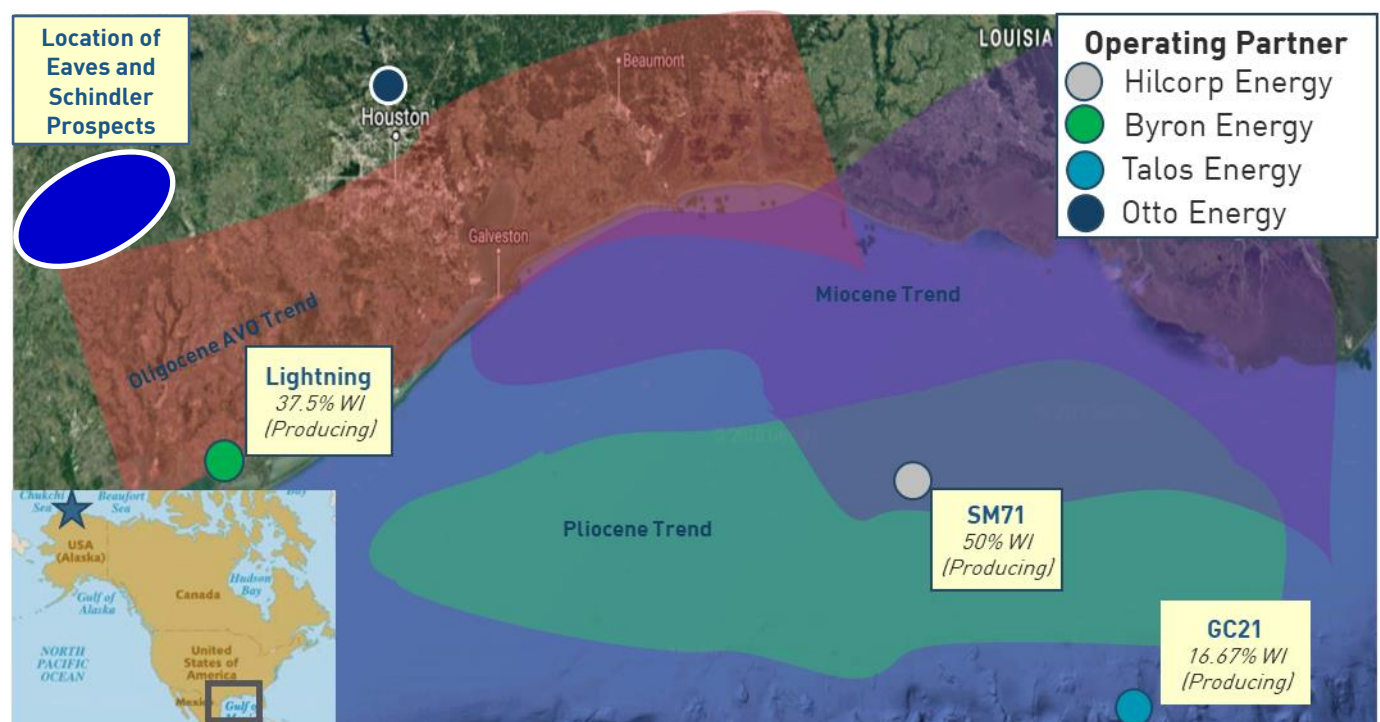 Location of
Eaves and
Schindler
Prospects
Houston
Beaumont
LOUISIA
Operating Partner
Hilcorp Energy
Byron Energy
Talos Energy
Otto Energy
Galveston
Miocene Trend
Oligocene AVO Trend
Lightning
37.5% WI
(Producing)
Pliocene Trend
SM71
50% WI
(Producing)
GC21
16.67% WI
(Producing)
Chukchi
Sea
Beaufort
Sea
Bay
USA
(Alaska)
Gulf of
Alaska
Canada
Hudson
Bay
NORTH
PACIFIC
OCEAN
United
States of
America
Mexico
Gulf of